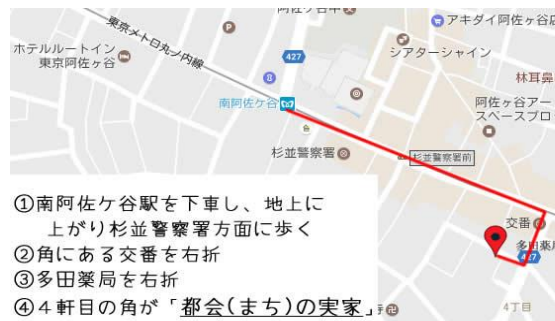 阿佐ケ谷中
アキダイ阿佐ヶ谷店
東京メトロ丸ノ内線
ホテルルートイン
東京阿佐ヶ谷
427
シアターシャイン
林耳鼻
南阿佐ケ谷
阿佐ヶ谷アー
スペースプロ
杉並警察署
杉並警察署前
①南阿佐ケ谷駅を下車し、地上に
上がり杉並警察署方面に歩く
交番
②角にある交番を右折
多田薬局
427
③多田薬局を右折
④４軒目の角が「都会(まち)の実家」
4丁目